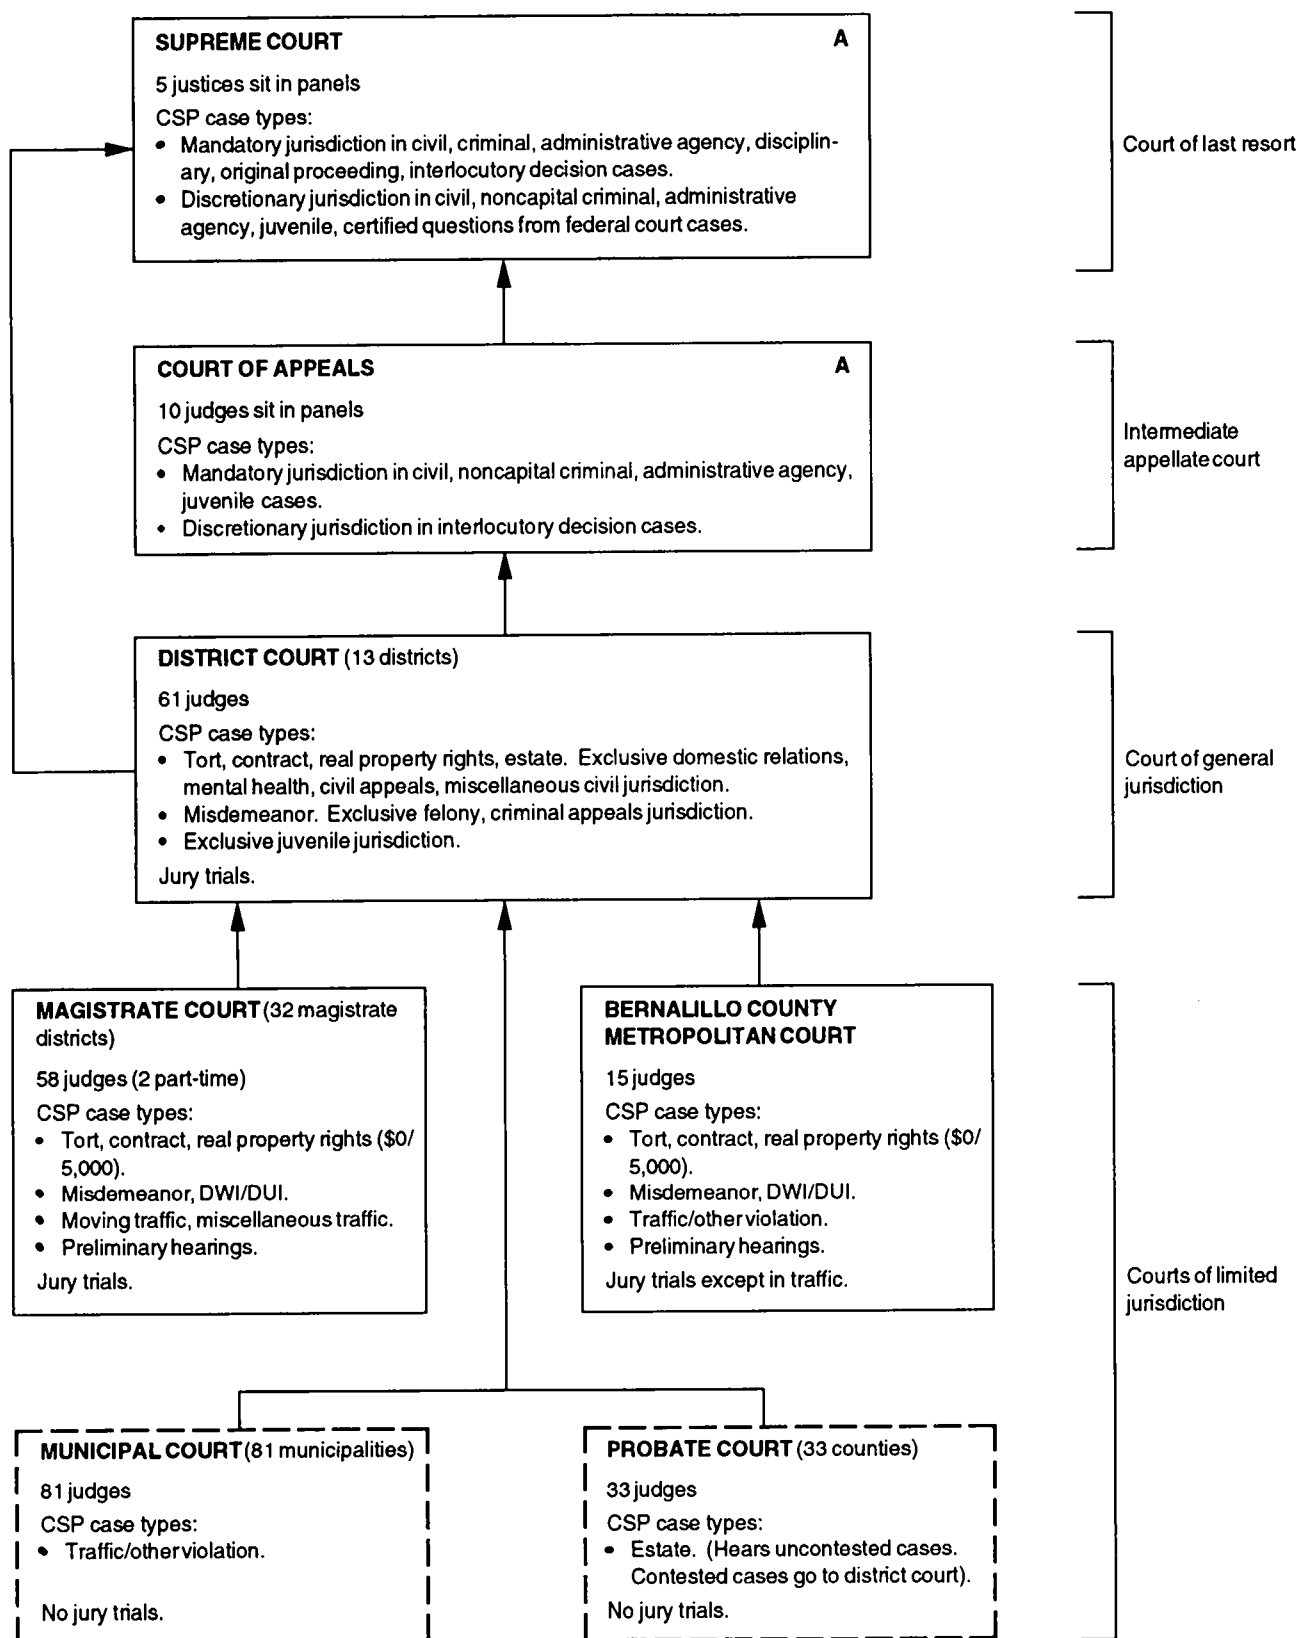 SUPREME COURT A
5 justices sit in panels
CSP case types:
• Mandatory jurisdiction in civil, criminal, administrative agency, disciplin-
ary, original proceeding, interlocutory decision cases.
• Discretionary jurisdiction in civil, noncapital criminal, administrative
agency, juvenile, certified questions from federal court cases.
Court of last resort
COURT OF APPEALS A
10 judges sit in panels
CSP case types:
• Mandatory jurisdiction in civil, noncapital criminal, administrative agency,
juvenile cases.
• Discretionary jurisdiction in interlocutory decision cases.
Intermediate
appellate court
DISTRICT COURT (13 districts)
61 judges
CSP case types:
• Tort, contract, real property rights, estate. Exclusive domestic relations,
mental health, civil appeals, miscellaneous civil jurisdiction.
• Misdemeanor. Exclusive felony, criminal appeals jurisdiction.
• Exclusive juvenile jurisdiction.
Jury trials.
Court of general
jurisdiction
MAGISTRATE COURT (32 magistrate
districts)
58 judges (2 part-time)
CSP case types:
• Tort, contract, real property rights ($0/
5,000).
• Misdemeanor, DWI/DUI.
• Moving traffic, miscellaneous traffic.
• Preliminary hearings.
Jury trials.
BERNALILLO COUNTY
METROPOLITAN COURT
15 judges
CSP case types:
• Tort, contract, real property rights ($0/
5,000).
• Misdemeanor, DWI/DUI.
• Traffic/other violation.
• Preliminary hearings.
Jury trials except in traffic.
Courts of limited
jurisdiction
MUNICIPAL COURT (81 municipalities)
81 judges
CSP case types:
• Traffic/other violation.
No jury trials.
PROBATE COURT (33 counties)
33 judges
CSP case types:
• Estate. (Hears uncontested cases.
Contested cases go to district court).
No jury trials.